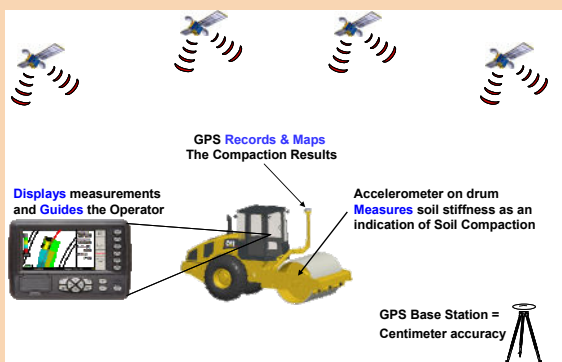 GPS Records & Maps
The Compaction Results
Displays measurements
and Guides the Operator
Accelerometer on drum
Measures soil stiffness as an
indication of Soil Compaction
GPS Base Station =
Centimeter accuracy